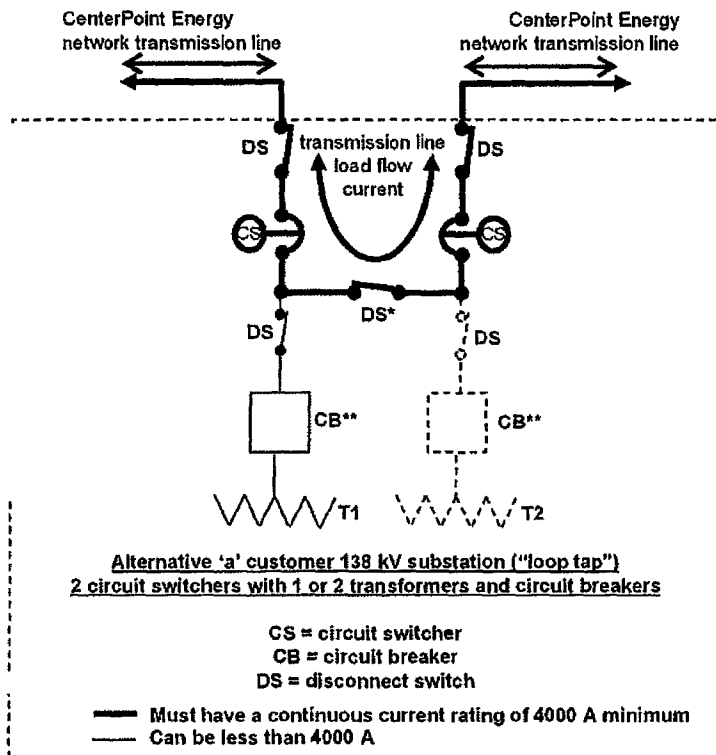 CenterPoint Energy
network transmission line
CenterPoint Energy
network transmission line
DS
transmission line
load flow
current
DS
CS
CS
DS*
DS
DS
CB**
CB**
T1
T2
Alternative 'a' customer 138 kV substation ("loop tap")
2 circuit switchers with 1 or 2 transformers and circuit breakers
CS = circuit switcher
CB = circuit breaker
DS = disconnect switch
Must have a continuous current rating of 4000 A minimum
Can be less than 4000 A